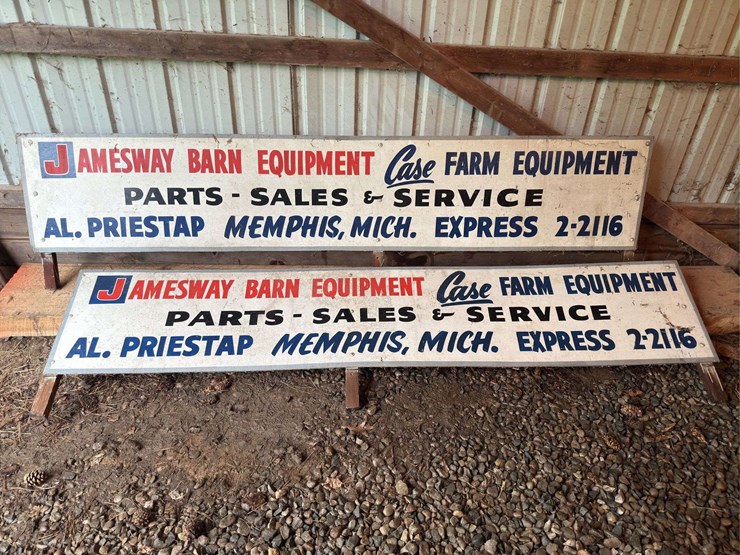 JAMESWAY BARN EQUIPMENT Case FARM EQUIPMENT
PARTS - SALES & SERVICE
AL. PRIESTAP MEMPHIS, MICH. EXPRESS 2-2116
JAMESWAY BARN EQUIPMENT Case FARM EQUIPMENT
PARTS - SALES & SERVICE
AL. PRIESTAP MEMPHIS, MICH. EXPRESS 2-2116